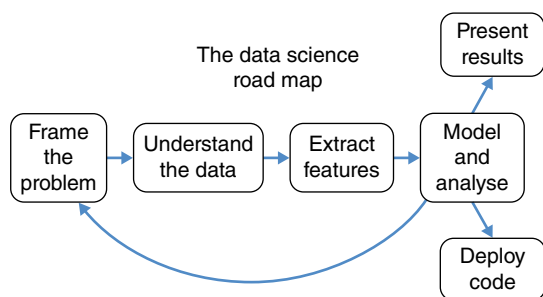 The data science
road map
Frame
the
problem
Understand
the data
Extract
features
Model
and
analyse
Present
results
Deploy
code